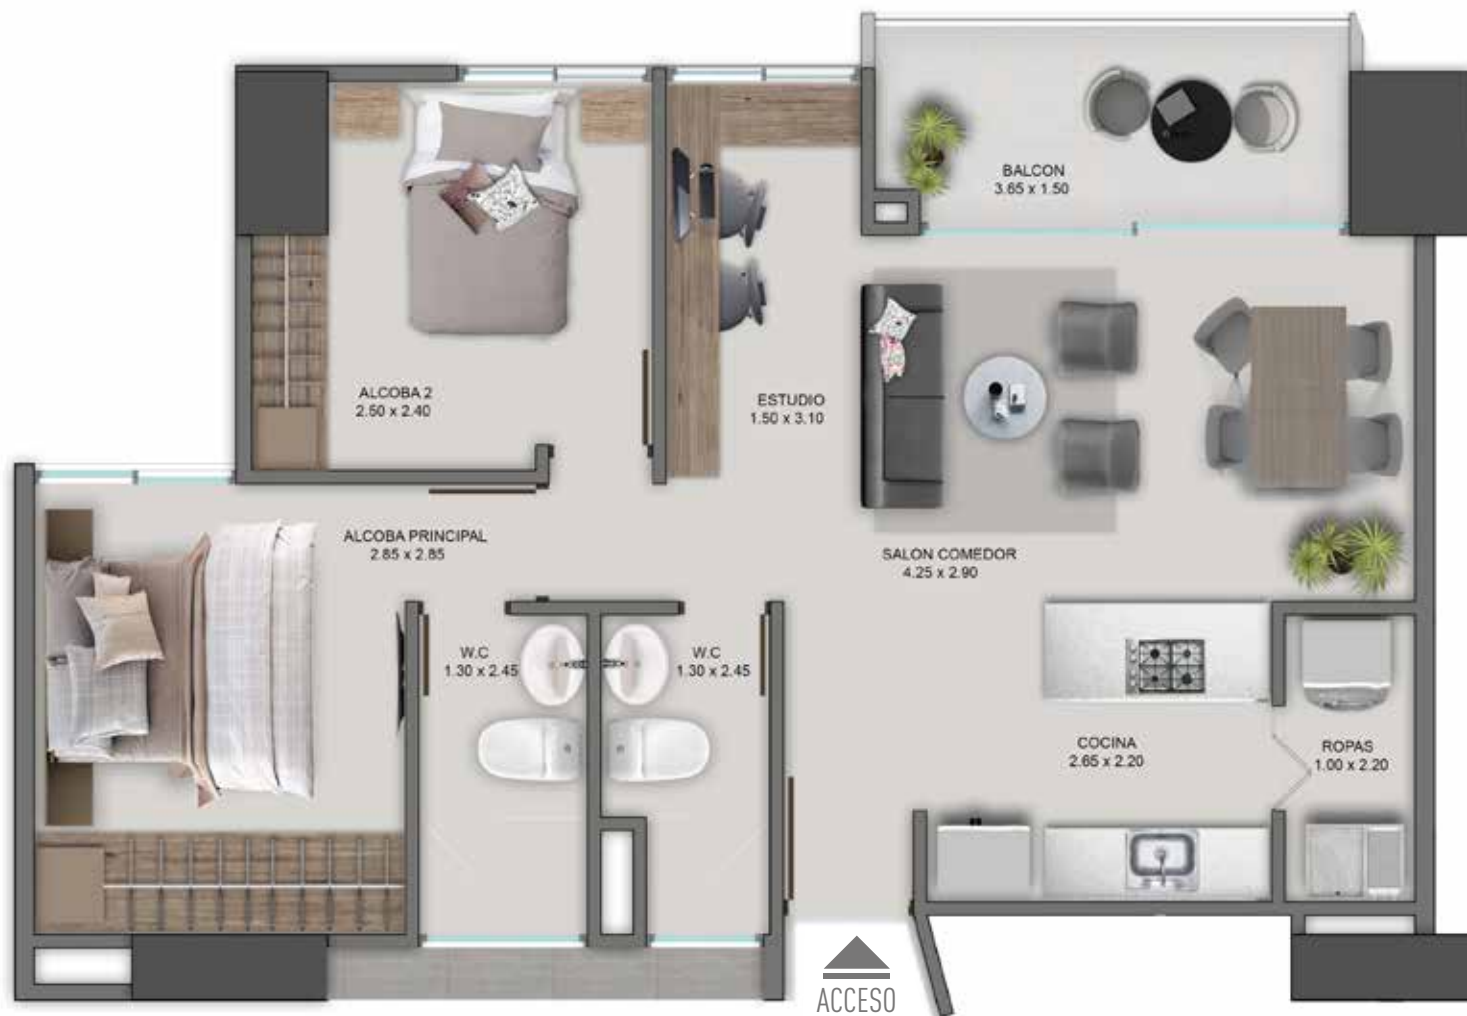 BALCON
3.65 x 1.50
ALCOBA 2
2.50 x 2.40
ESTUDIO
1.50 x 3.10
ALCOBA PRINCIPAL
2.85 x 2.85
SALON COMEDOR
4.25 x 2.90
W.C
1.30 x 2.45
W.C
1.30 x 2.45
COCINA
2.65 x 2.20
ROPAS
1.00 x 2.20
ACCESO